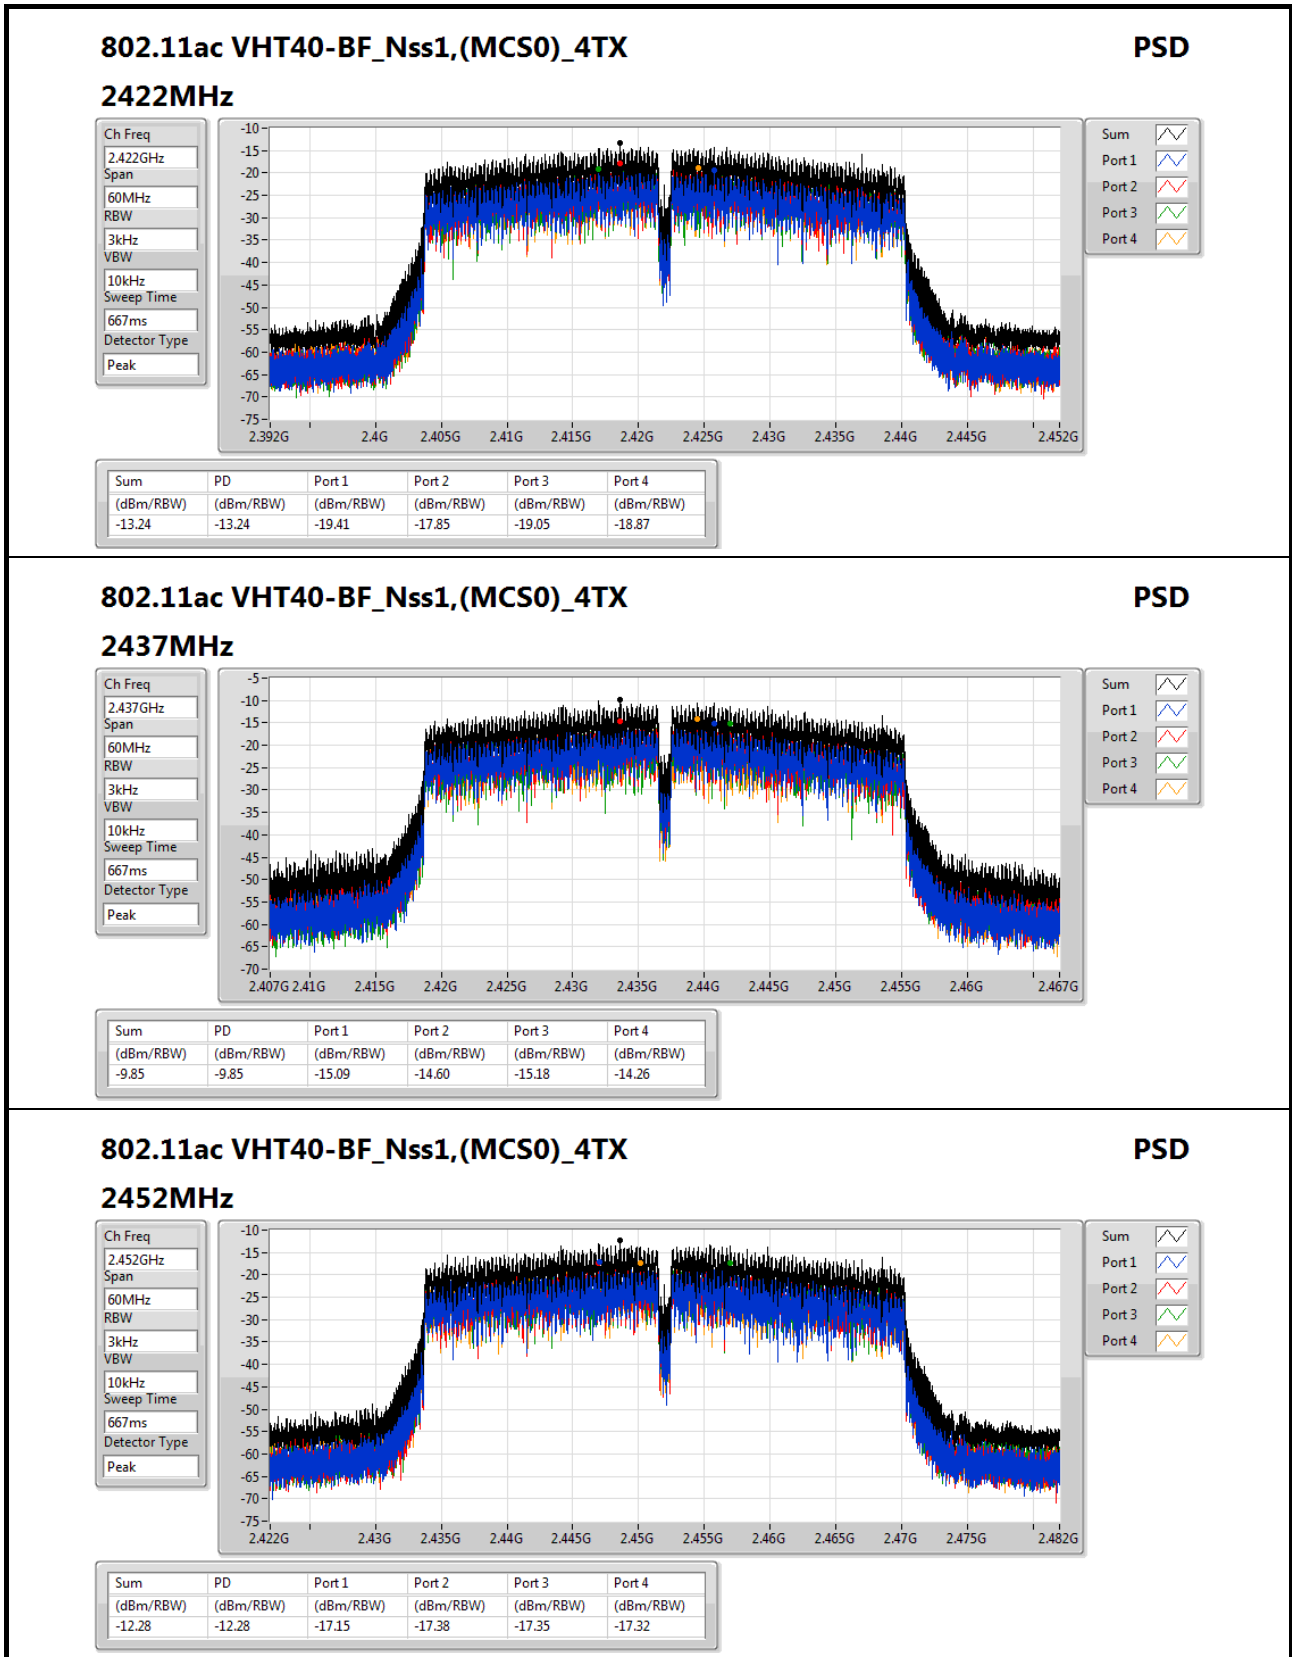 802.11ac VHT40-BF_Nss1,(MCS0)_4TX PSD
2422MHz
Ch Freq
2.422GHz
Span
60MHz
RBW
3kHz
VBW
10kHz
Sweep Time
667ms
Detector Type
Peak
-10
-15
-20
-25
-30
-35
-40
-45
-50
-55
-60
-65
-70
-75
2.392G 2.4G 2.405G 2.41G 2.415G 2.42G 2.425G 2.43G 2.435G 2.44G 2.445G 2.452G
Sum
Port 1
Port 2
Port 3
Port 4
Sum PD Port 1 Port 2 Port 3 Port 4
(dBm/RBW) (dBm/RBW) (dBm/RBW) (dBm/RBW) (dBm/RBW) (dBm/RBW)
-13.24 -13.24 -19.41 -17.85 -19.05 -18.87
802.11ac VHT40-BF_Nss1,(MCS0)_4TX PSD
2437MHz
Ch Freq
2.437GHz
Span
60MHz
RBW
3kHz
VBW
10kHz
Sweep Time
667ms
Detector Type
Peak
-5
-10
-15
-20
-25
-30
-35
-40
-45
-50
-55
-60
-65
-70
2.407G 2.41G 2.415G 2.42G 2.425G 2.43G 2.435G 2.44G 2.445G 2.45G 2.455G 2.46G 2.467G
Sum
Port 1
Port 2
Port 3
Port 4
Sum PD Port 1 Port 2 Port 3 Port 4
(dBm/RBW) (dBm/RBW) (dBm/RBW) (dBm/RBW) (dBm/RBW) (dBm/RBW)
-9.85 -9.85 -15.09 -14.60 -15.18 -14.26
802.11ac VHT40-BF_Nss1,(MCS0)_4TX PSD
2452MHz
Ch Freq
2.452GHz
Span
60MHz
RBW
3kHz
VBW
10kHz
Sweep Time
667ms
Detector Type
Peak
-10
-15
-20
-25
-30
-35
-40
-45
-50
-55
-60
-65
-70
-75
2.422G 2.43G 2.435G 2.44G 2.445G 2.45G 2.455G 2.46G 2.465G 2.47G 2.475G 2.482G
Sum
Port 1
Port 2
Port 3
Port 4
Sum PD Port 1 Port 2 Port 3 Port 4
(dBm/RBW) (dBm/RBW) (dBm/RBW) (dBm/RBW) (dBm/RBW) (dBm/RBW)
-12.28 -12.28 -17.15 -17.38 -17.35 -17.32